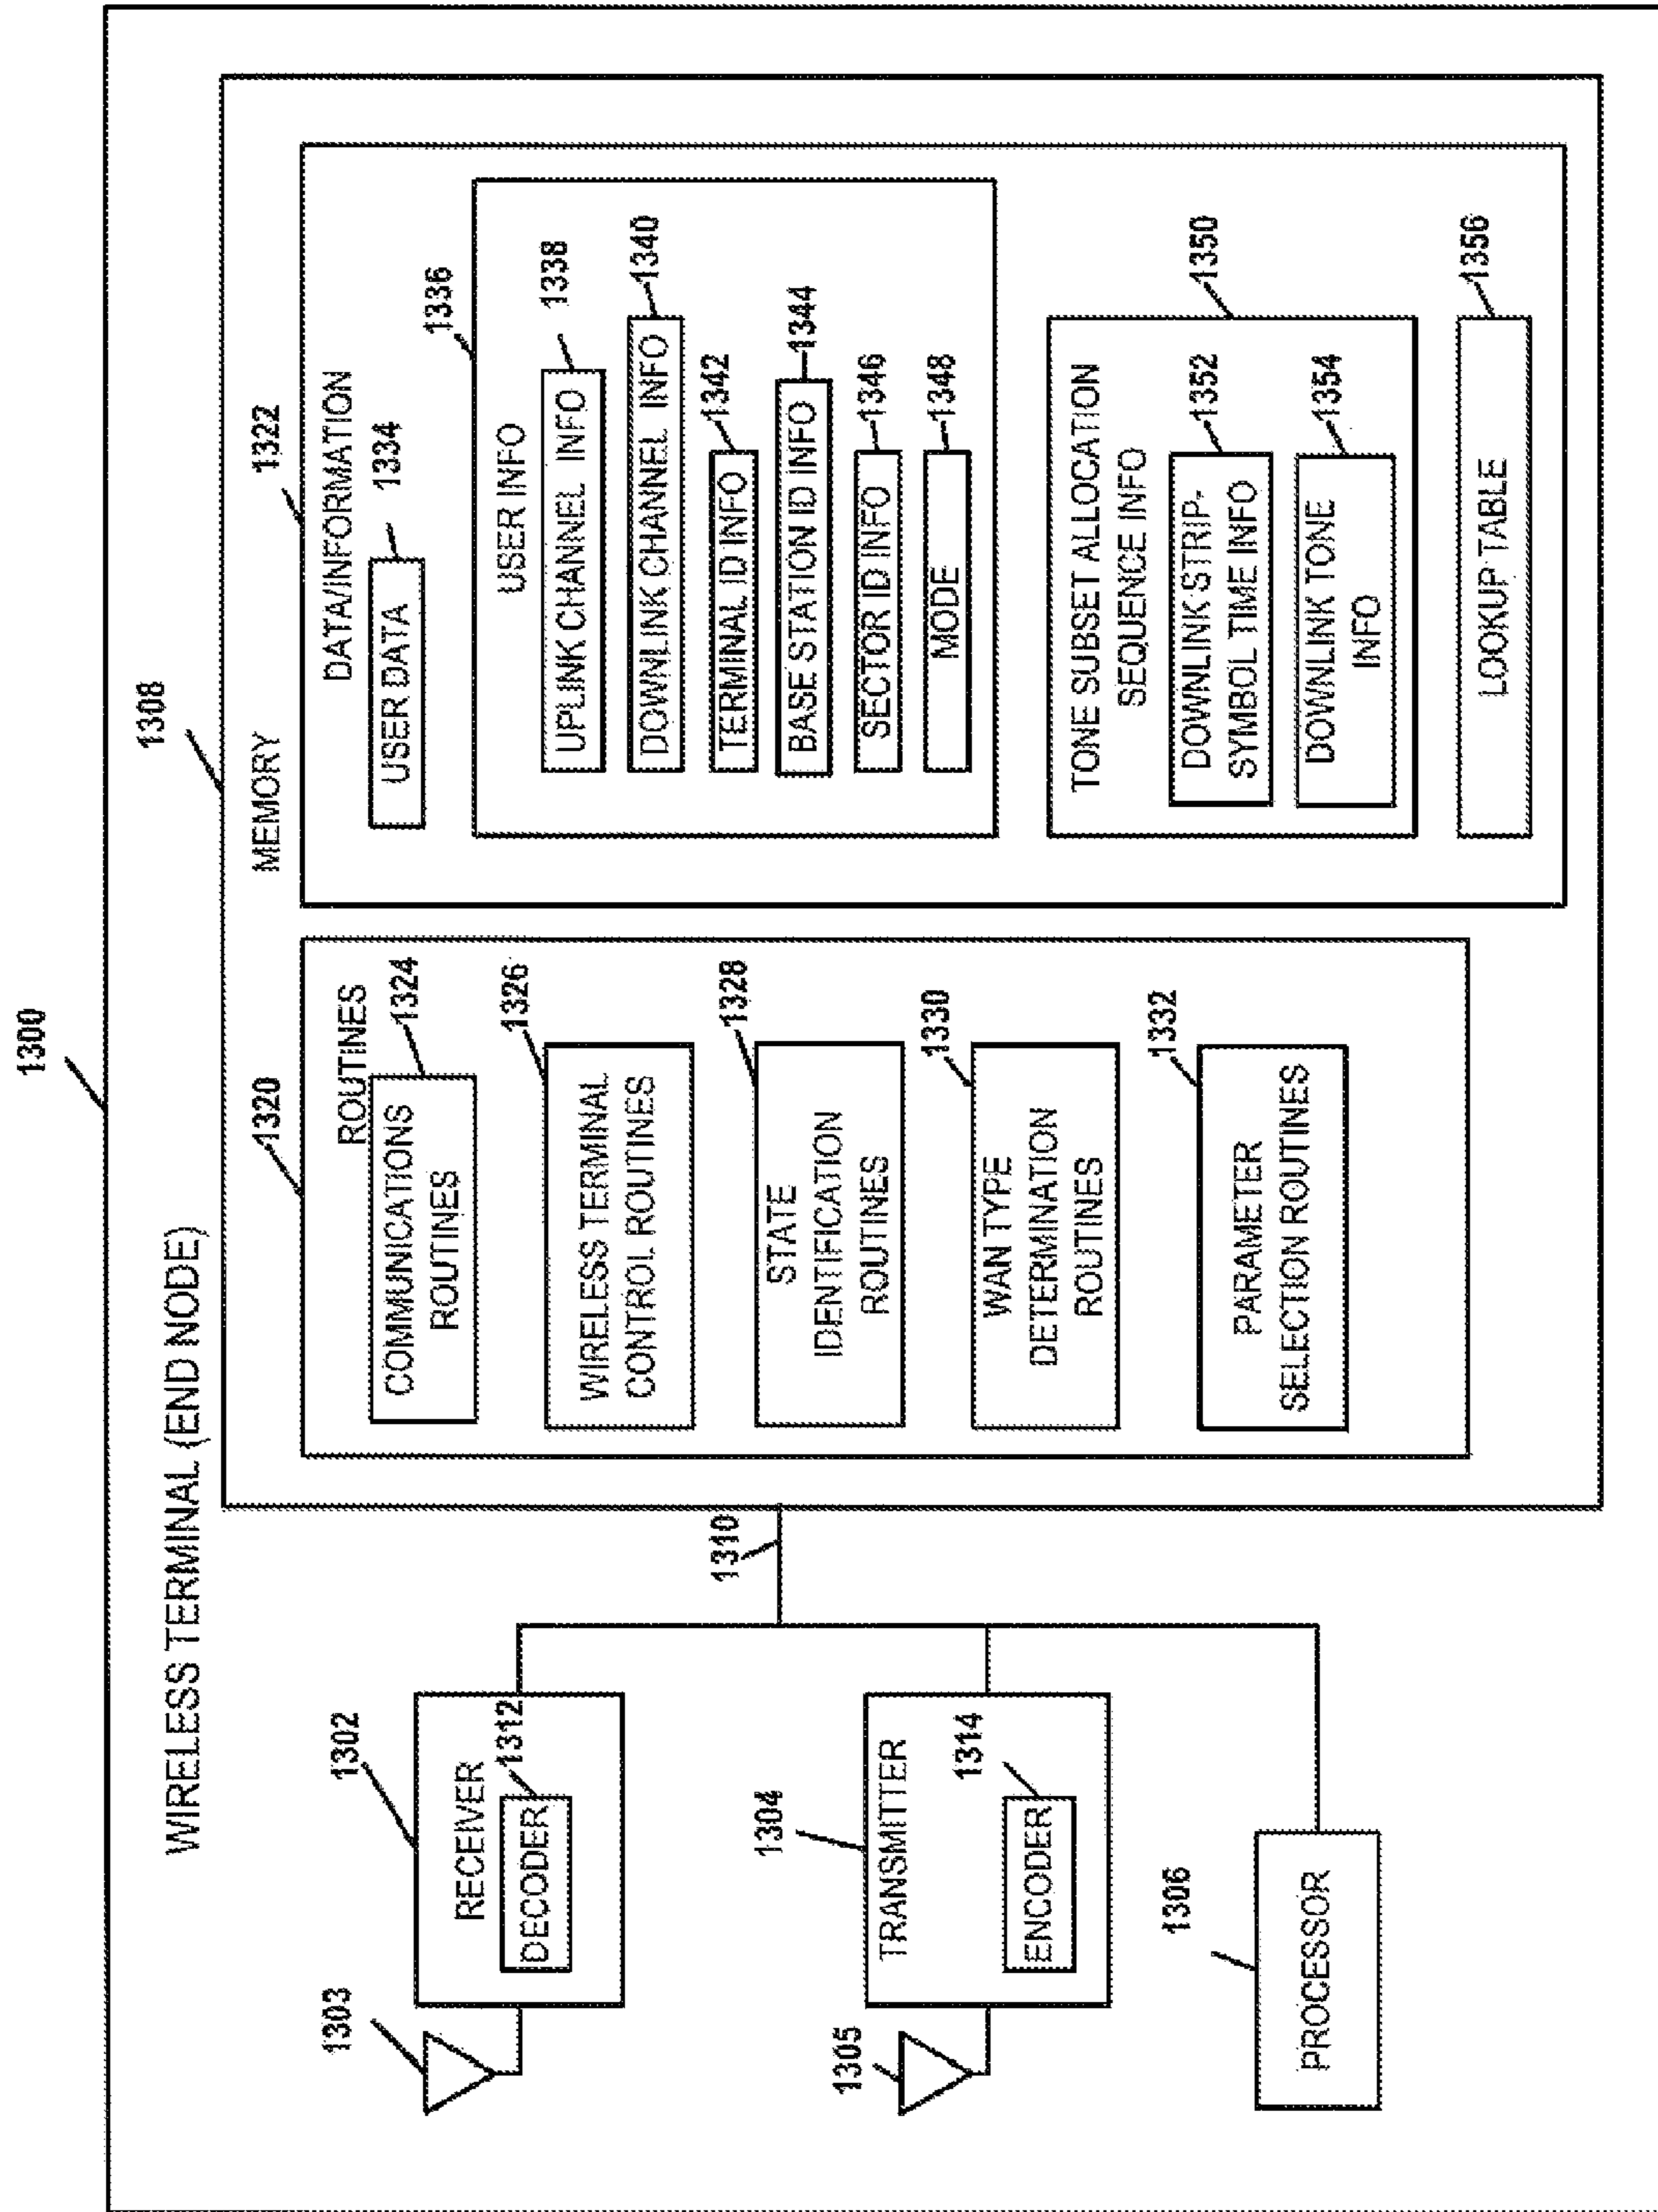 1300
WIRELESS TERMINAL (END NODE)
1308
MEMORY
1302
1303
RECEIVER
1312
DECODER
1304
1305
TRANSMITTER
1314
ENCODER
1306
PROCESSOR
1310
1320
ROUTINES
1324
COMMUNICATIONS
ROUTINES
1326
WIRELESS TERMINAL
CONTROL ROUTINES
1328
STATE
IDENTIFICATION
ROUTINES
1330
WAN TYPE
DETERMINATION
ROUTINES
1332
PARAMETER
SELECTION ROUTINES
1322
DATA/INFORMATION
1334
USER DATA
1336
USER INFO
1338
UPLINK CHANNEL INFO
1340
DOWNLINK CHANNEL INFO
1342
TERMINAL ID INFO
1344
BASE STATION ID INFO
1346
SECTOR ID INFO
1348
MODE
1350
TONE SUBSET ALLOCATION
SEQUENCE INFO
1352
DOWNLINK STRIP-
SYMBOL TIME INFO
1354
DOWNLINK TONE
INFO
1356
LOOKUP TABLE